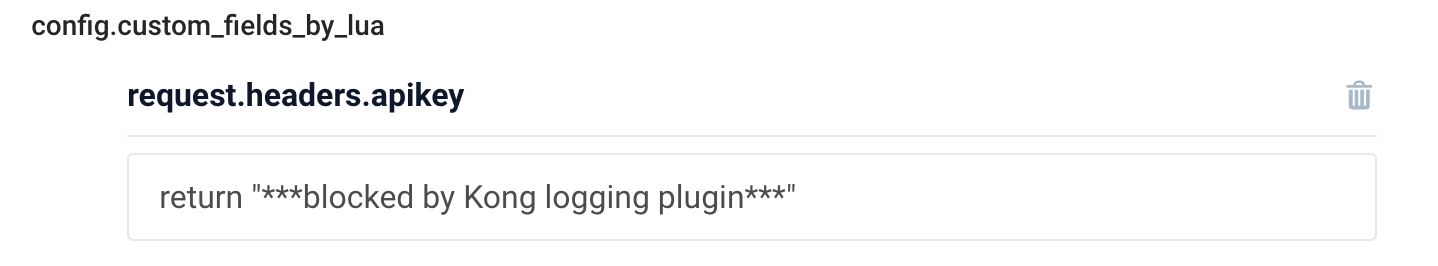 config.custom_fields_by_lua
request.headers.apikey
return "***blocked by Kong logging plugin***"